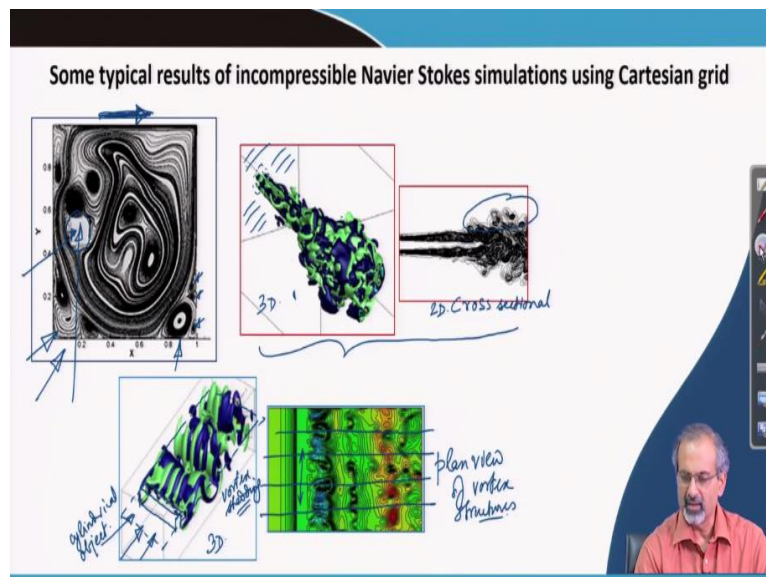 Some typical results of incompressible Navier Stokes simulations using Cartesian grid
0.8
0.6
Y
0.4
0.2
0.2 0.4 0.6 0.8 1
X
3D.
2D. Cross sectional
cylindrical
object.
3D
vortex
shedding
plan view
of vortex
structures